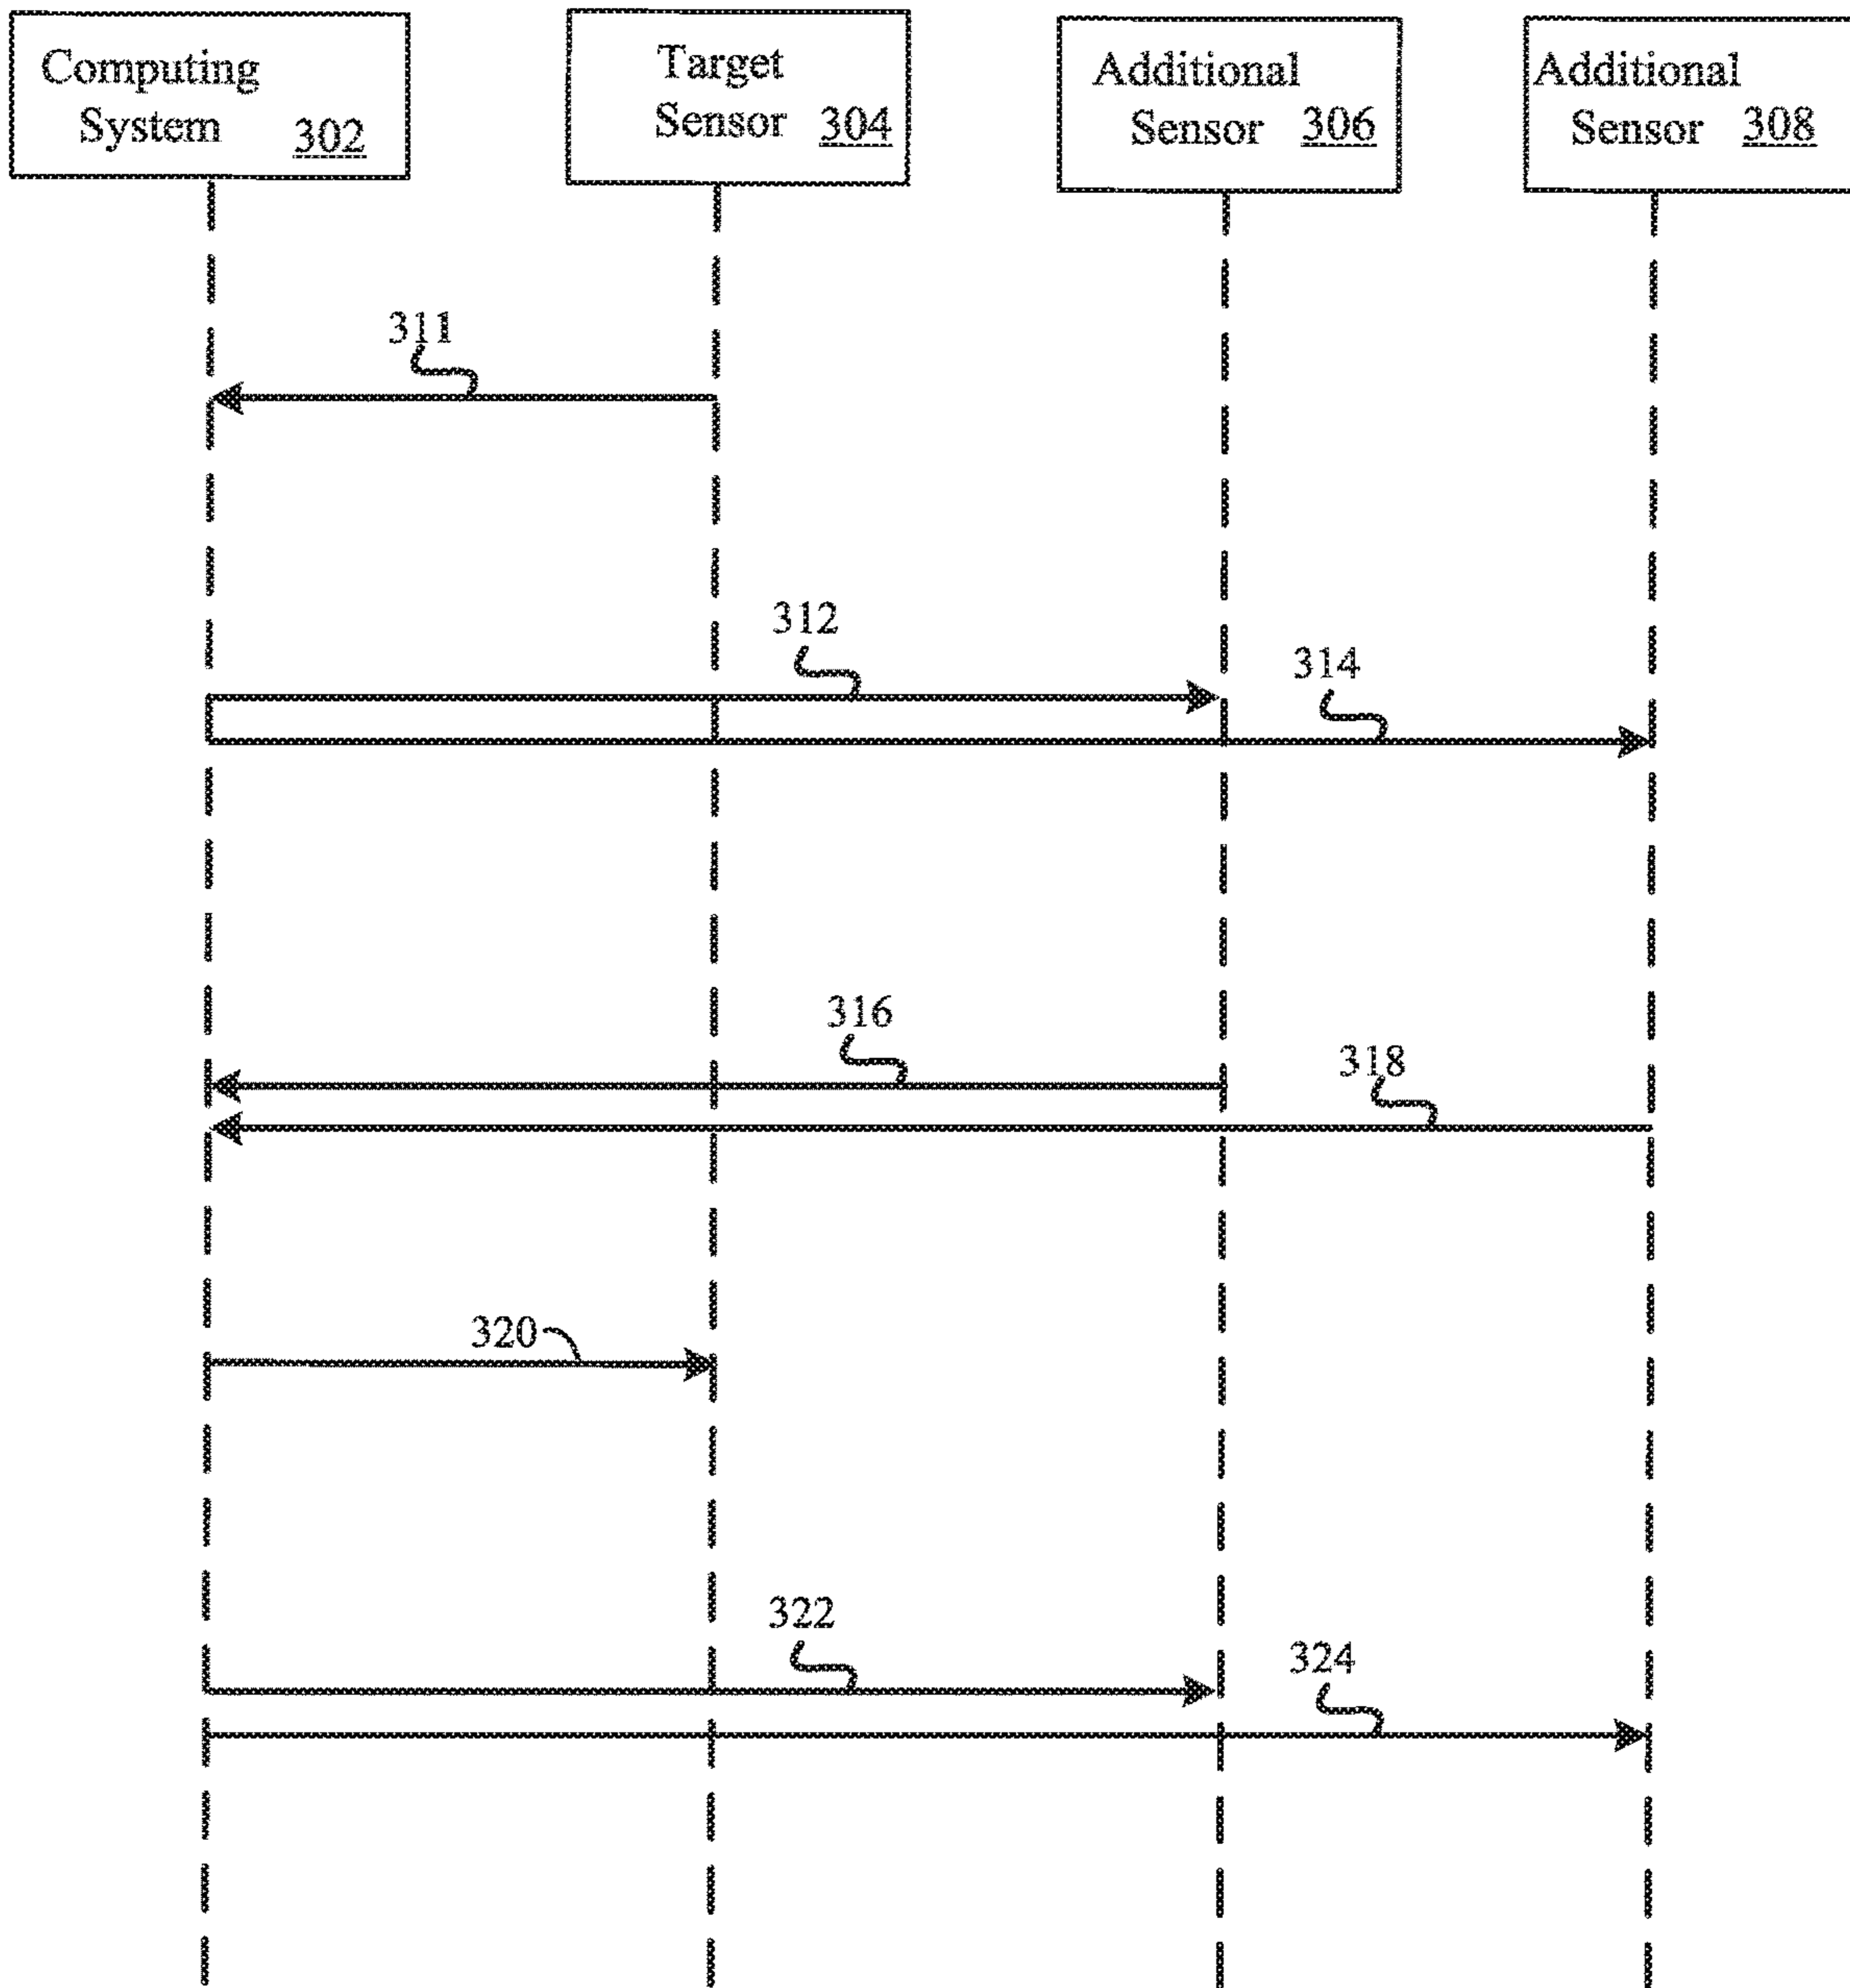 Computing
System 302
Target
Sensor 304
Additional
Sensor 306
Additional
Sensor 308
311
312
314
316
318
320
322
324